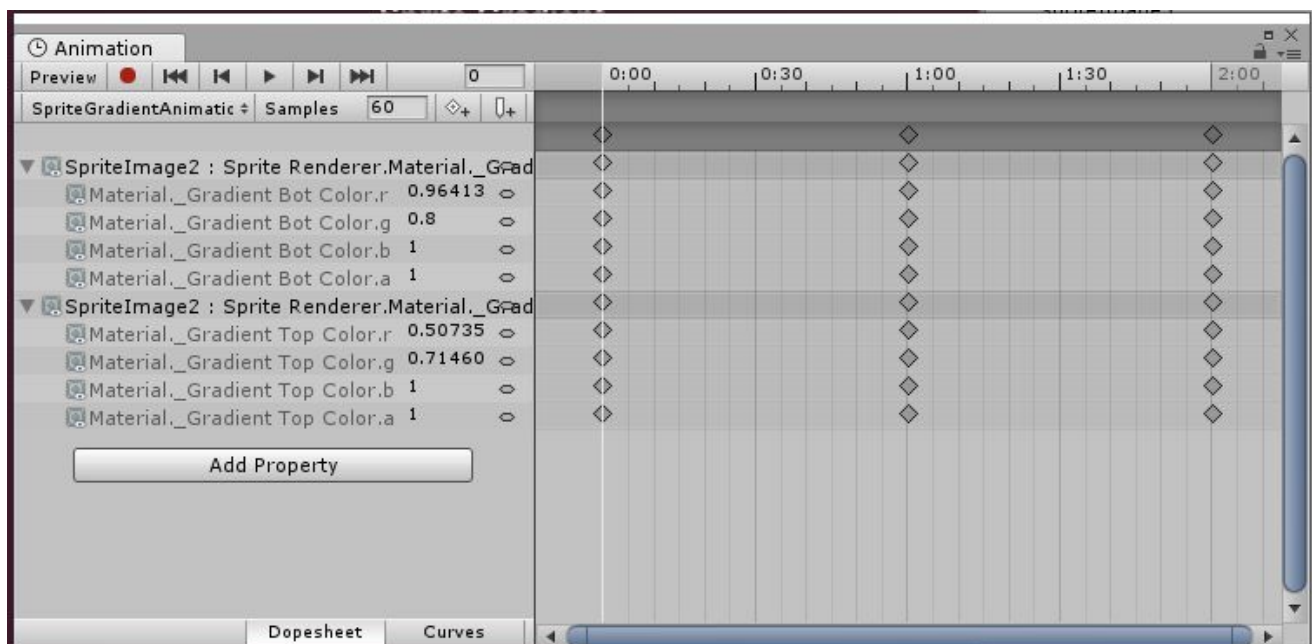 Animation
Preview 0 0:00 0:30 1:00 1:30 2:00
SpriteGradientAnimatic Samples 60
SpriteImage2 : Sprite Renderer.Material._Grad
Material._Gradient Bot Color.r 0.96413
Material._Gradient Bot Color.g 0.8
Material._Gradient Bot Color.b 1
Material._Gradient Bot Color.a 1
SpriteImage2 : Sprite Renderer.Material._Grad
Material._Gradient Top Color.r 0.50735
Material._Gradient Top Color.g 0.71460
Material._Gradient Top Color.b 1
Material._Gradient Top Color.a 1
Add Property
Dopesheet Curves